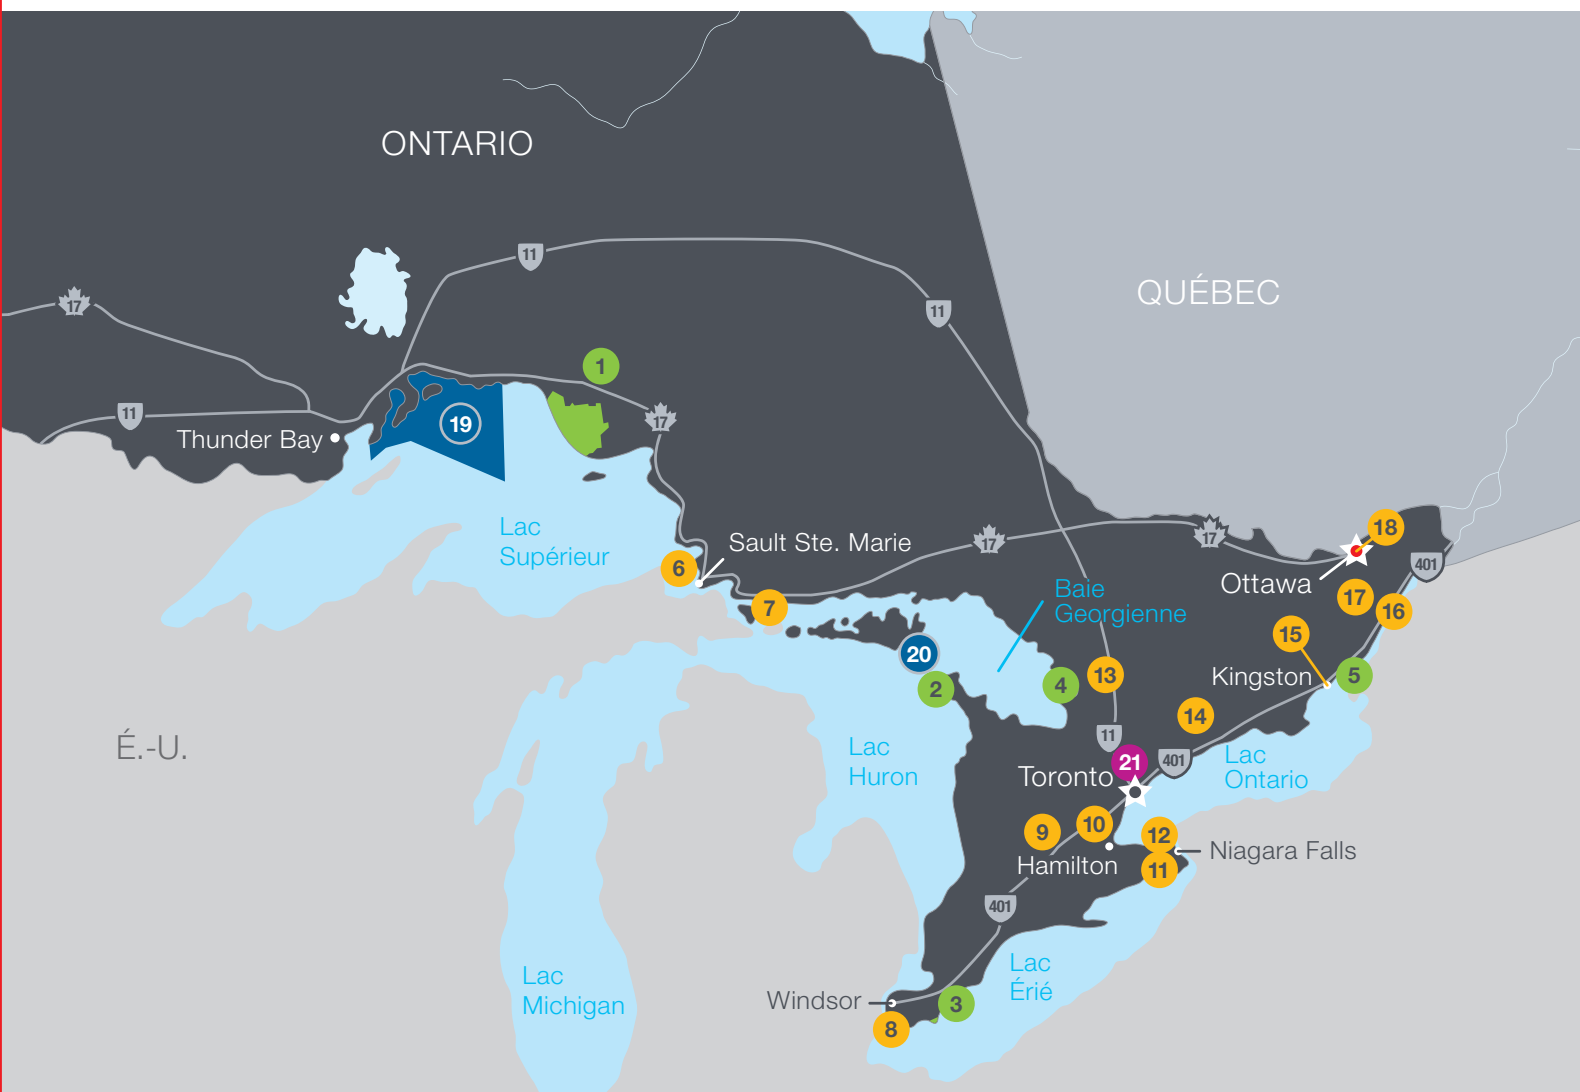 ONTARIO
11
11
QUÉBEC
17
1
11
17
19
Thunder Bay
Lac
Supérieur
Sault Ste. Marie
17
17
18
401
6
Ottawa
7
Baie
Georgienne
17
16
15
20
2
4
13
Kingston
5
14
É.-U.
Lac
Huron
11
21
401
Lac
Ontario
Toronto
9
10
12
Niagara Falls
Hamilton
11
401
Lac
Michigan
Lac
Érié
Windsor
3
8